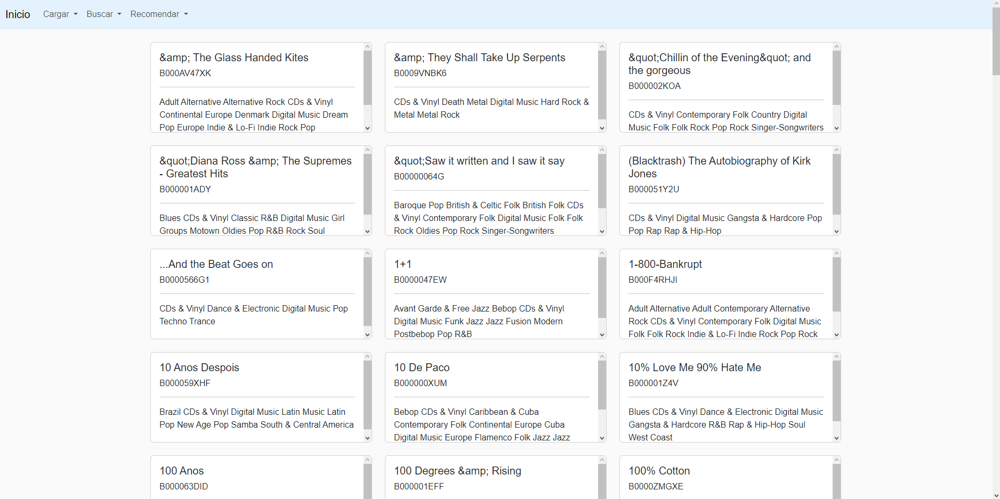 Inicio Cargar Buscar Recomendar
&amp; The Glass Handed Kites
B000AV47XK
Adult Alternative Alternative Rock CDs & Vinyl
Continental Europe Denmark Digital Music Dream
Pop Europe Indie & Lo-Fi Indie Rock Pop
&amp; They Shall Take Up Serpents
B0009VNBK6
CDs & Vinyl Death Metal Digital Music Hard Rock &
Metal Metal Rock
&quot;Chillin of the Evening&quot; and
the gorgeous
B000002KOA
CDs & Vinyl Contemporary Folk Country Digital
Music Folk Folk Rock Pop Rock Singer-Songwriters
&quot;Diana Ross &amp; The Supremes
- Greatest Hits
B000001ADY
Blues CDs & Vinyl Classic R&B Digital Music Girl
Groups Motown Oldies Pop R&B Rock Soul
&quot;Saw it written and I saw it say
B00000064G
Baroque Pop British & Celtic Folk British Folk CDs
& Vinyl Contemporary Folk Digital Music Folk Folk
Rock Oldies Pop Rock Singer-Songwriters
(Blacktrash) The Autobiography of Kirk
Jones
B000051Y2U
CDs & Vinyl Digital Music Gangsta & Hardcore Pop
Pop Rap Rap & Hip-Hop
...And the Beat Goes on
B0000566G1
CDs & Vinyl Dance & Electronic Digital Music Pop
Techno Trance
1+1
B0000047EW
Avant Garde & Free Jazz Bebop CDs & Vinyl
Digital Music Funk Jazz Jazz Fusion Modern
Postbebop Pop R&B
1-800-Bankrupt
B000F4RHJI
Adult Alternative Adult Contemporary Alternative
Rock CDs & Vinyl Contemporary Folk Digital Music
Folk Folk Rock Indie & Lo-Fi Indie Rock Pop Rock
10 Anos Despois
B000059XHF
Brazil CDs & Vinyl Digital Music Latin Music Latin
Pop New Age Pop Samba South & Central America
10 De Paco
B000000XUM
Bebop CDs & Vinyl Caribbean & Cuba
Contemporary Folk Continental Europe Cuba
Digital Music Europe Flamenco Folk Jazz Jazz
10% Love Me 90% Hate Me
B000001Z4V
Blues CDs & Vinyl Dance & Electronic Digital Music
Gangsta & Hardcore R&B Rap & Hip-Hop Soul
West Coast
100 Anos
B000063DID
100 Degrees &amp; Rising
B000001EFF
100% Cotton
B0000ZMGXE